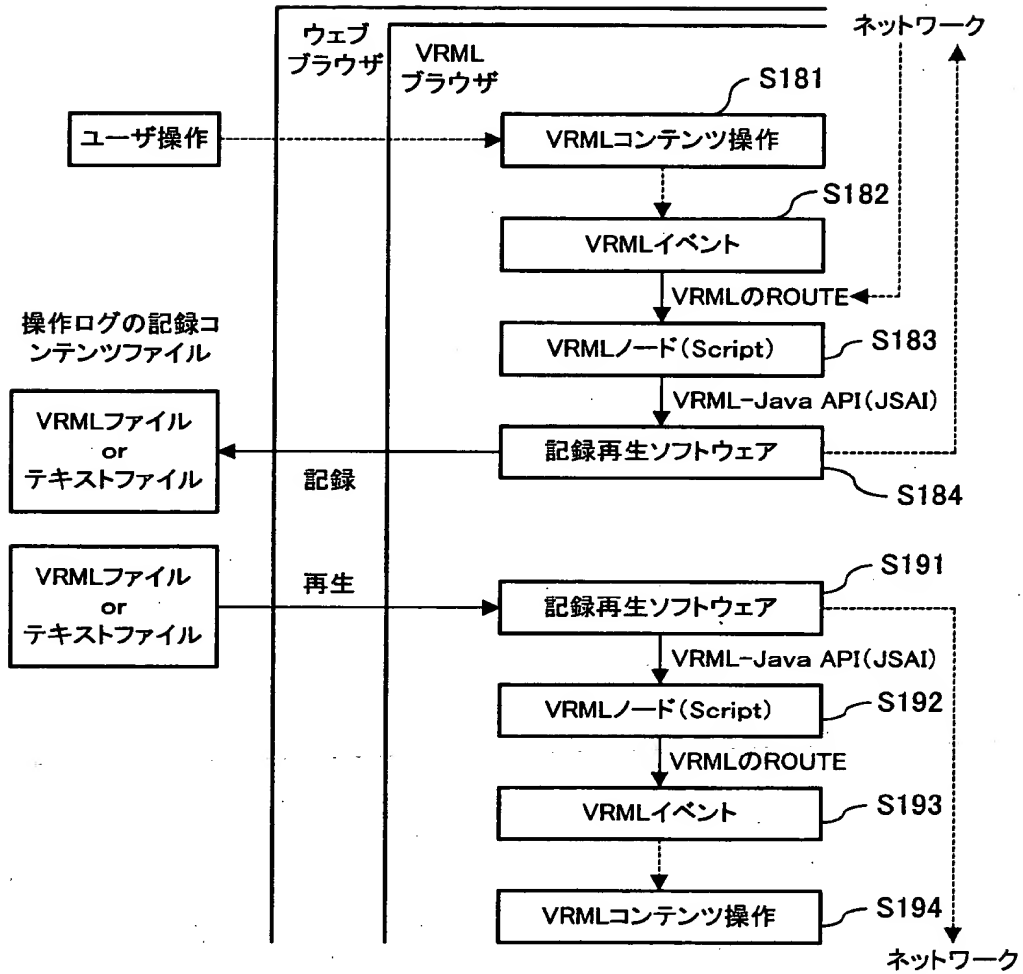 ウェブ
ブラウザ
VRML
ブラウザ
ネットワーク
S181
ユーザ操作
VRMLコンテンツ操作
S182
VRMLイベント
VRMLのROUTE
操作ログの記録コ
ンテンツファイル
S183
VRMLノード(Script)
VRML-Java API(JSAI)
VRMLファイル
or
テキストファイル
記録
記録再生ソフトウェア
S184
VRMLファイル
or
テキストファイル
再生
S191
記録再生ソフトウェア
VRML-Java API(JSAI)
S192
VRMLノード(Script)
VRMLのROUTE
S193
VRMLイベント
S194
VRMLコンテンツ操作
ネットワーク